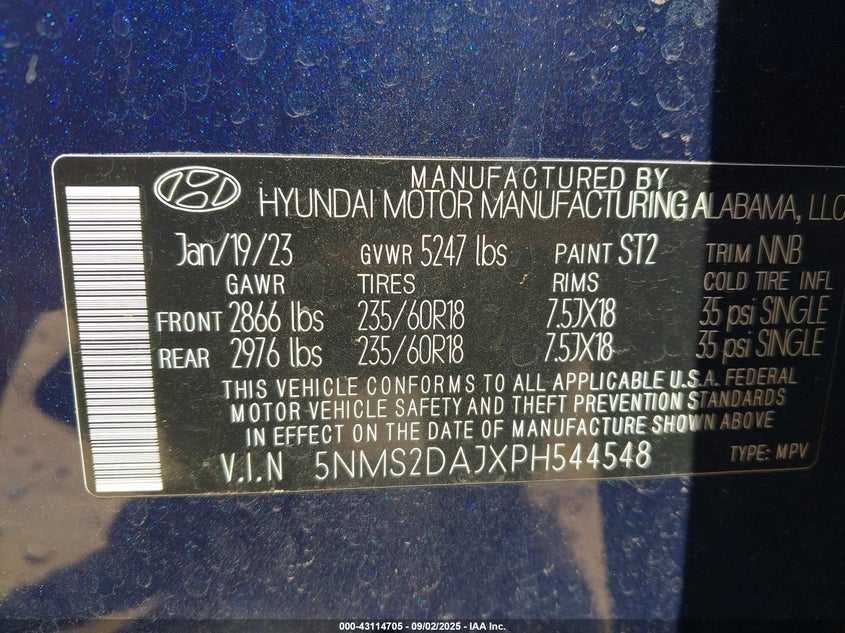 MANUFACTURED BY
HYUNDAI MOTOR MANUFACTURING ALABAMA, LLC
Jan/19/23 GVWR 5247 lbs PAINT ST2 TRIM NNB
GAWR TIRES RIMS COLD TIRE INFL
FRONT 2866 lbs 235/60R18 7.5JX18 35 psi SINGLE
REAR 2976 lbs 235/60R18 7.5JX18 35 psi SINGLE
THIS VEHICLE CONFORMS TO ALL APPLICABLE U.S.A. FEDERAL
MOTOR VEHICLE SAFETY AND THEFT PREVENTION STANDARDS
IN EFFECT ON THE DATE OF MANUFACTURE SHOWN ABOVE
V.I.N 5NMS2DAJXPH544548 TYPE: MPV
000-43114705 - 09/02/2025 - IAA Inc.